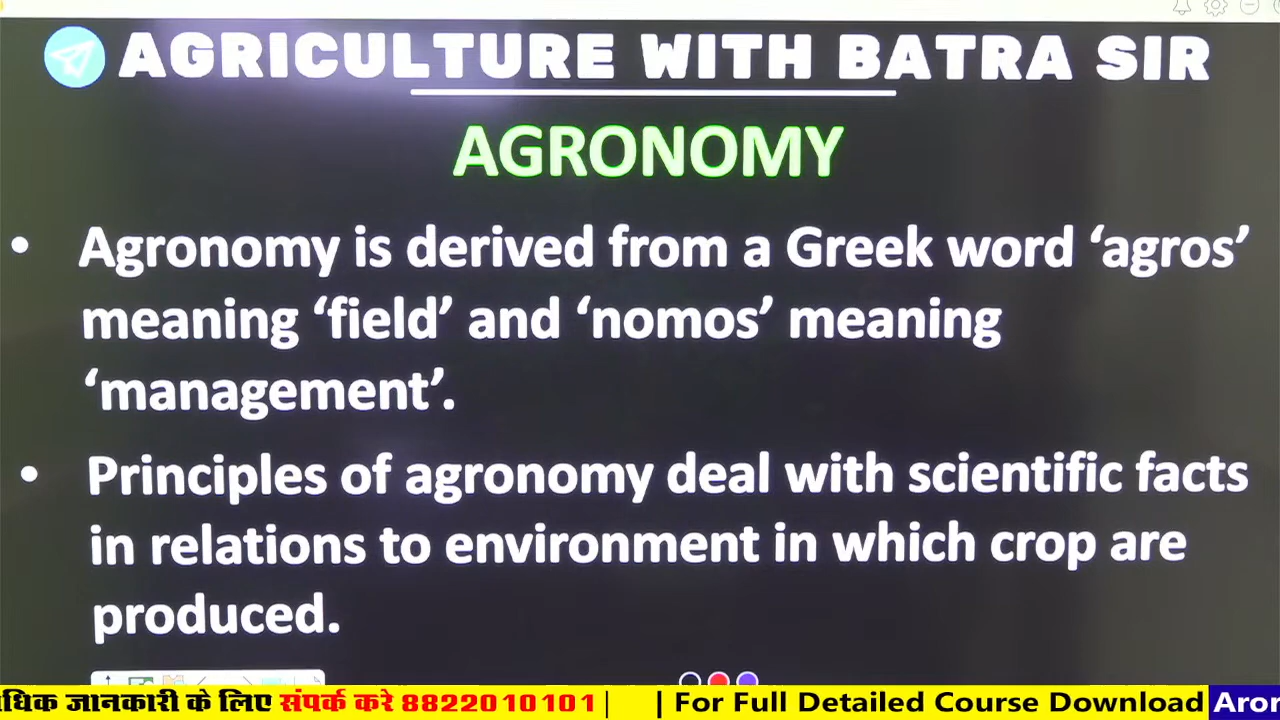 AGRICULTURE WITH BATRA SIR
AGRONOMY
• Agronomy is derived from a Greek word ‘agros’
meaning ‘field’ and ‘nomos’ meaning
‘management’.
• Principles of agronomy deal with scientific facts
in relations to environment in which crop are
produced.
धिक जानकारी के लिए संपर्क करे 8822010101 | | For Full Detailed Course Download Aron